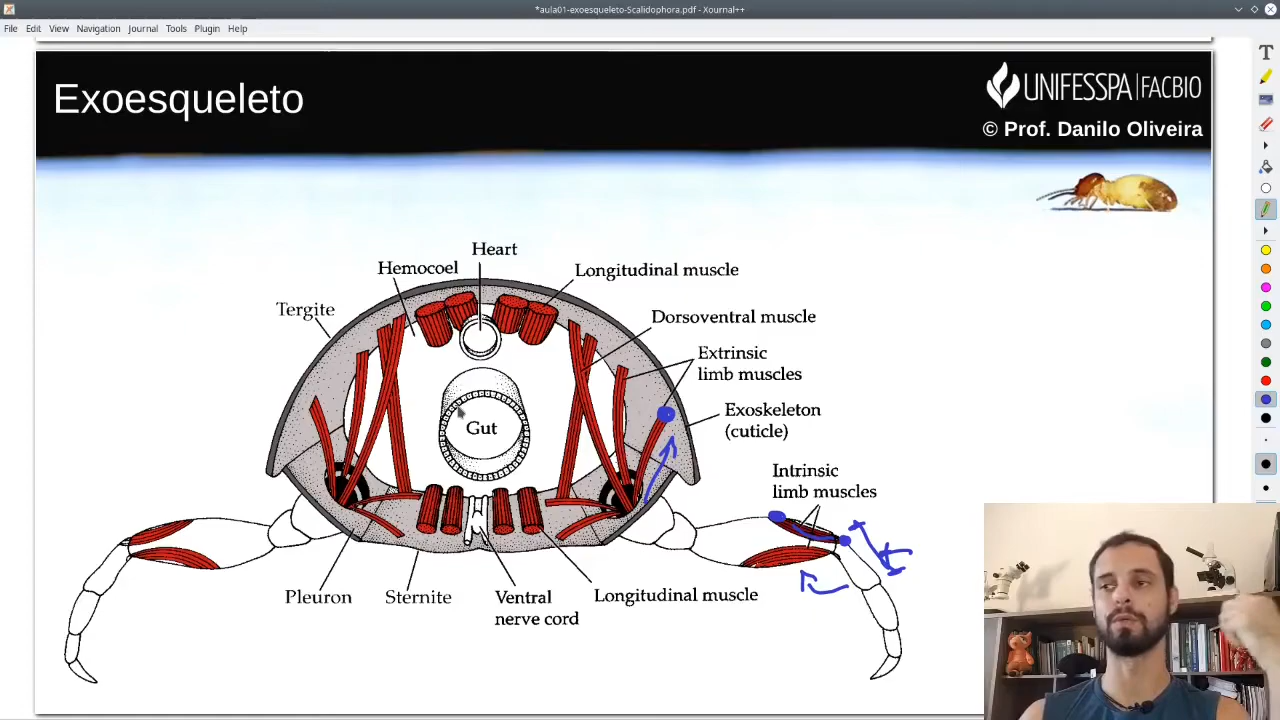 *aula01-exoesqueleto-Scalidophora.pdf - Xournal++
File Edit View Navigation Journal Tools Plugin Help
Exoesqueleto
UNIFESSPA|FACBIO
© Prof. Danilo Oliveira
Heart
Hemocoel
Longitudinal muscle
Tergite
Dorsoventral muscle
Extrinsic
limb muscles
Exoskeleton
(cuticle)
Gut
Intrinsic
limb muscles
Pleuron
Sternite
Ventral
nerve cord
Longitudinal muscle